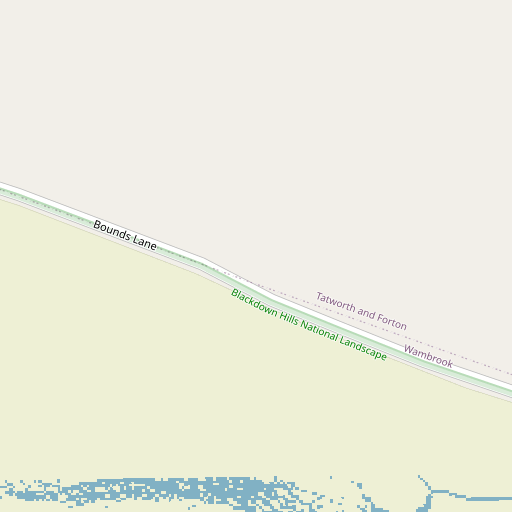 Bounds Lane
Tatworth and Forton
Blackdown Hills National Landscape
Wambrook